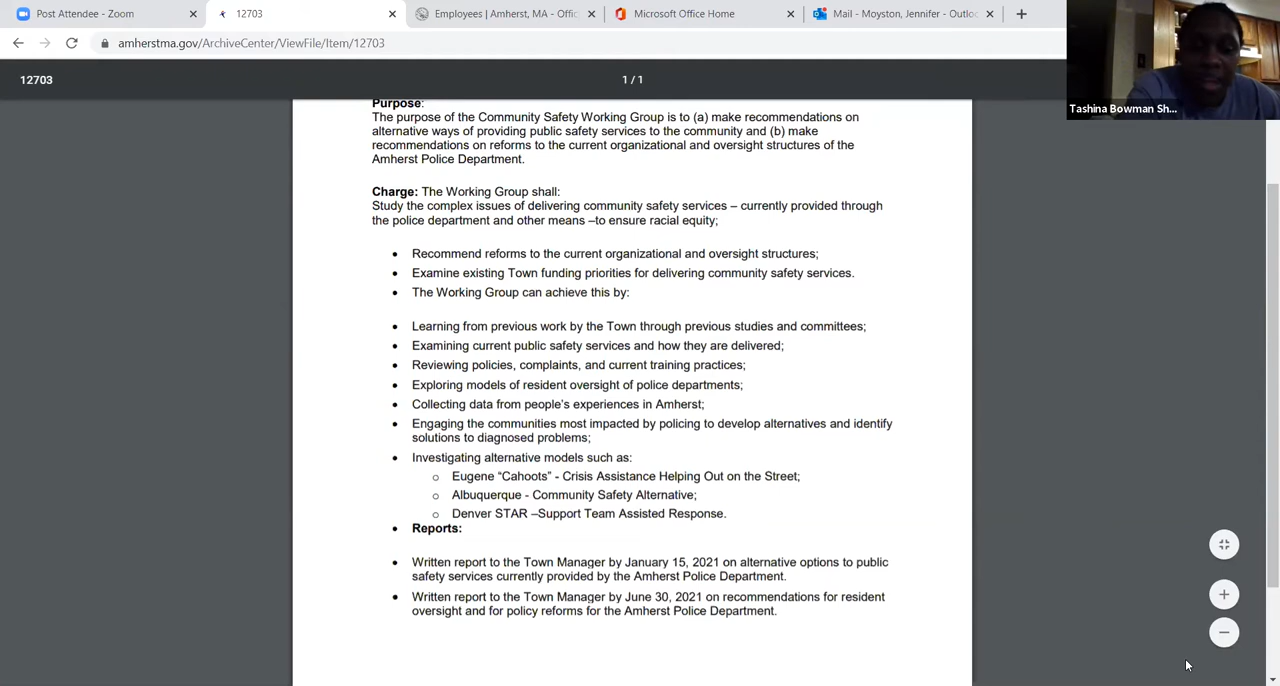 Post Attendee - Zoom
12703
Employees | Amherst, MA - Offic
Microsoft Office Home
Mail - Moyston, Jennifer - Outloo
amherstma.gov/ArchiveCenter/ViewFile/Item/12703
12703
1 / 1
Tashina Bowman Sh...
Purpose:
The purpose of the Community Safety Working Group is to (a) make recommendations on
alternative ways of providing public safety services to the community and (b) make
recommendations on reforms to the current organizational and oversight structures of the
Amherst Police Department.
Charge: The Working Group shall:
Study the complex issues of delivering community safety services – currently provided through
the police department and other means –to ensure racial equity;
• Recommend reforms to the current organizational and oversight structures;
• Examine existing Town funding priorities for delivering community safety services.
• The Working Group can achieve this by:
• Learning from previous work by the Town through previous studies and committees;
• Examining current public safety services and how they are delivered;
• Reviewing policies, complaints, and current training practices;
• Exploring models of resident oversight of police departments;
• Collecting data from people's experiences in Amherst;
• Engaging the communities most impacted by policing to develop alternatives and identify
solutions to diagnosed problems;
• Investigating alternative models such as:
o Eugene “Cahoots” - Crisis Assistance Helping Out on the Street;
o Albuquerque - Community Safety Alternative;
o Denver STAR –Support Team Assisted Response.
• Reports:
• Written report to the Town Manager by January 15, 2021 on alternative options to public
safety services currently provided by the Amherst Police Department.
• Written report to the Town Manager by June 30, 2021 on recommendations for resident
oversight and for policy reforms for the Amherst Police Department.